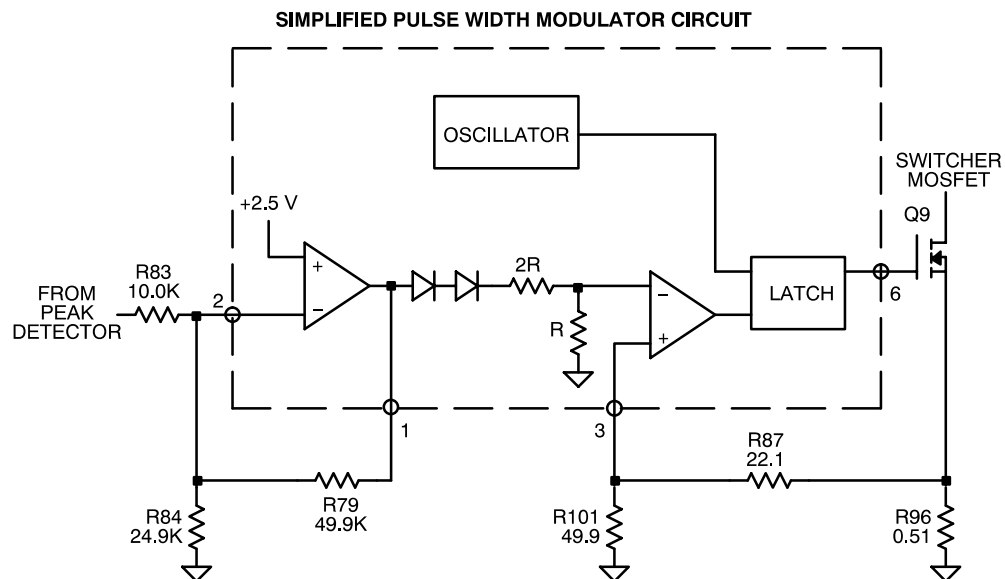 SIMPLIFIED PULSE WIDTH MODULATOR CIRCUIT
OSCILLATOR
SWITCHER
MOSFET
Q9
+2.5 V
R83
10.0K
FROM
PEAK
DETECTOR
2
+
−
2R
R
−
+
LATCH
6
1
3
R87
22.1
R79
49.9K
R84
24.9K
R101
49.9
R96
0.51